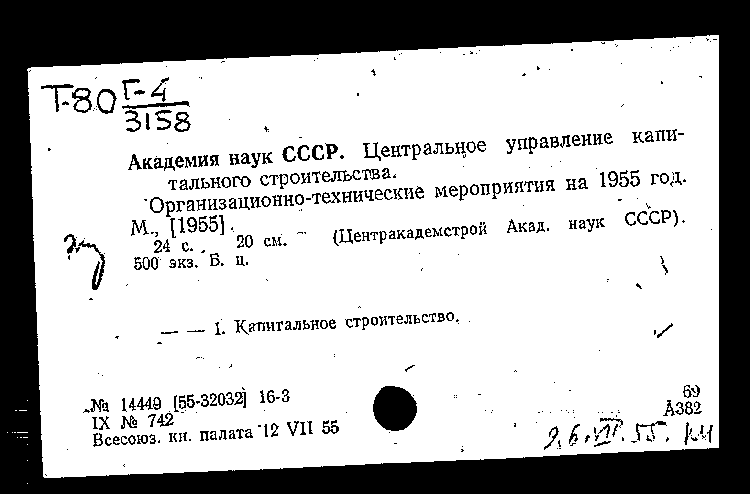 Т-80 Г-4
3158
Академия наук СССР. Центральное управление капи-
тального строительства.
Организационно-технические мероприятия на 1955 год.
М., [1955].
24 с. 20 см. (Центракадемстрой Акад. наук СССР).
500 экз. Б. ц.
— — 1. Капитальное строительство.
№ 14449 [55-32032] 16-3
69
IX № 742
А382
Всесоюз. кн. палата 12 VII 55
26.VII.55.